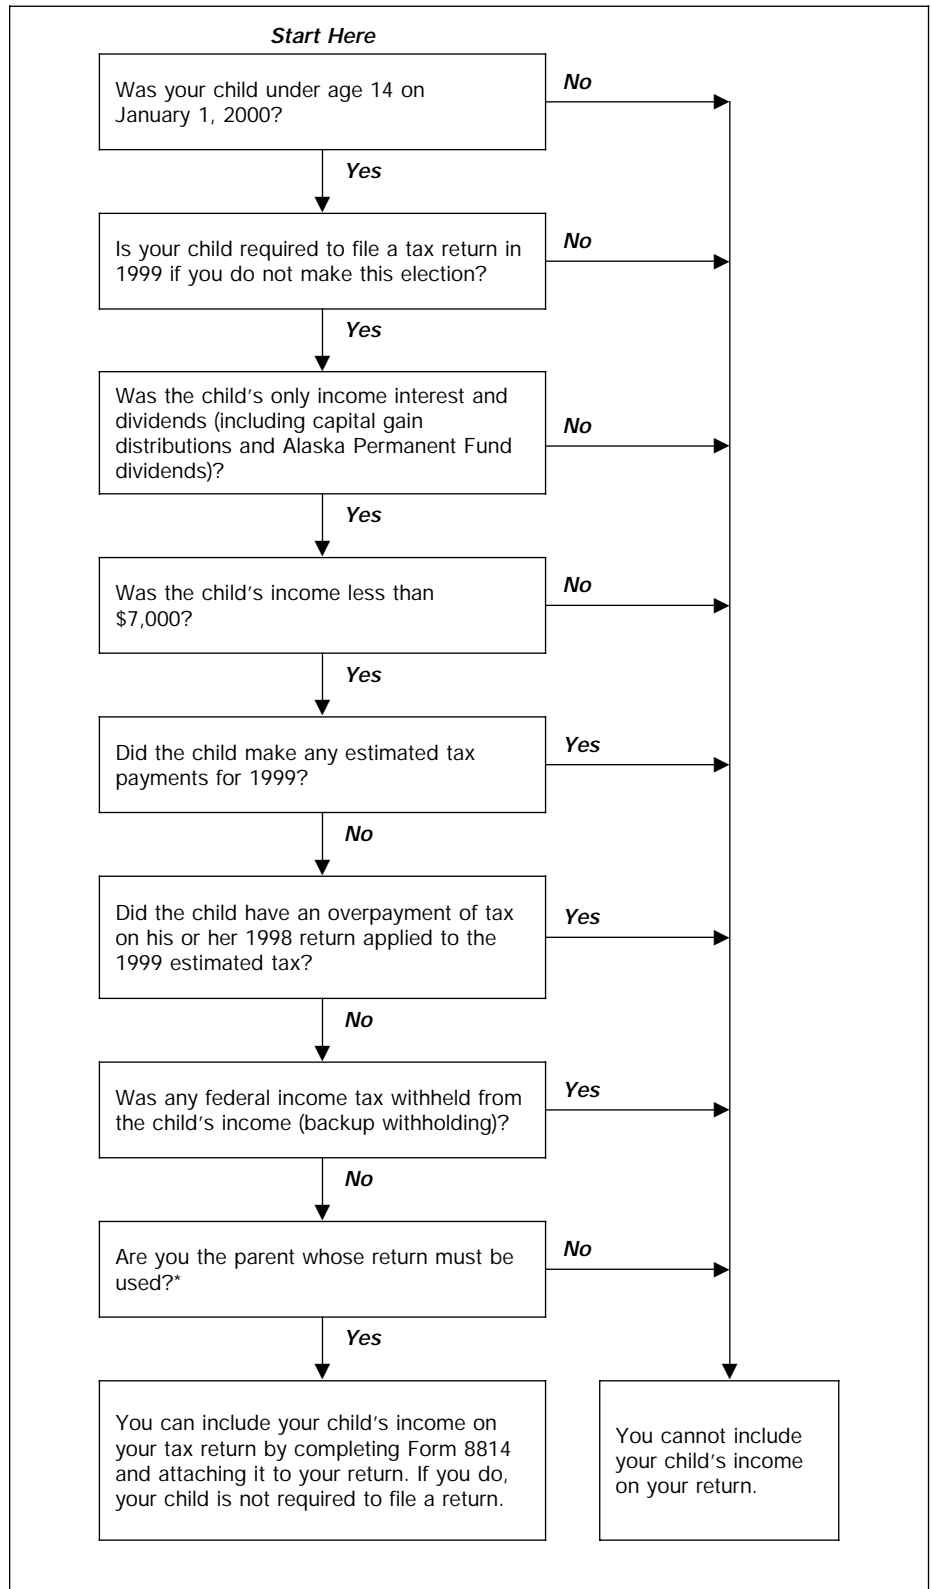 Start Here
Was your child under age 14 on
January 1, 2000?
No
Yes
Is your child required to file a tax return in
1999 if you do not make this election?
No
Yes
Was the child's only income interest and
dividends (including capital gain
distributions and Alaska Permanent Fund
dividends)?
No
Yes
Was the child's income less than
$7,000?
No
Yes
Did the child make any estimated tax
payments for 1999?
Yes
No
Did the child have an overpayment of tax
on his or her 1998 return applied to the
1999 estimated tax?
Yes
No
Was any federal income tax withheld from
the child's income (backup withholding)?
Yes
No
Are you the parent whose return must be
used?*
No
Yes
You can include your child's income on
your tax return by completing Form 8814
and attaching it to your return. If you do,
your child is not required to file a return.
You cannot include
your child's income
on your return.